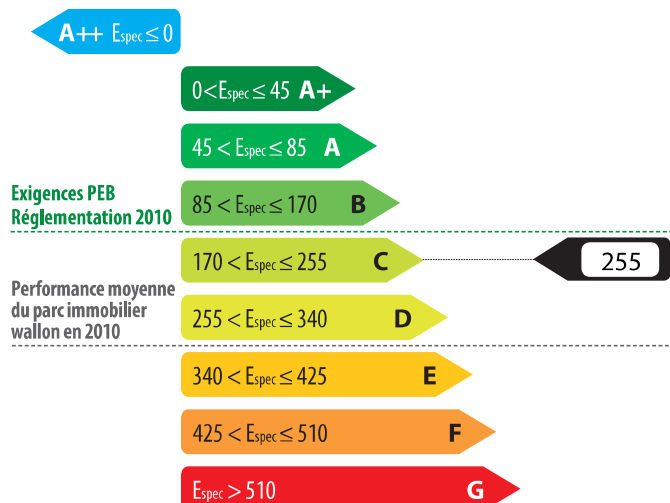 A++ Espec ≤ 0
0 < Espec ≤ 45 A+
45 < Espec ≤ 85 A
Exigences PEB
Réglementation 2010
85 < Espec ≤ 170 B
170 < Espec ≤ 255 C
255
Performance moyenne
du parc immobilier
wallon en 2010
255 < Espec ≤ 340 D
340 < Espec ≤ 425 E
425 < Espec ≤ 510 F
Espec > 510 G